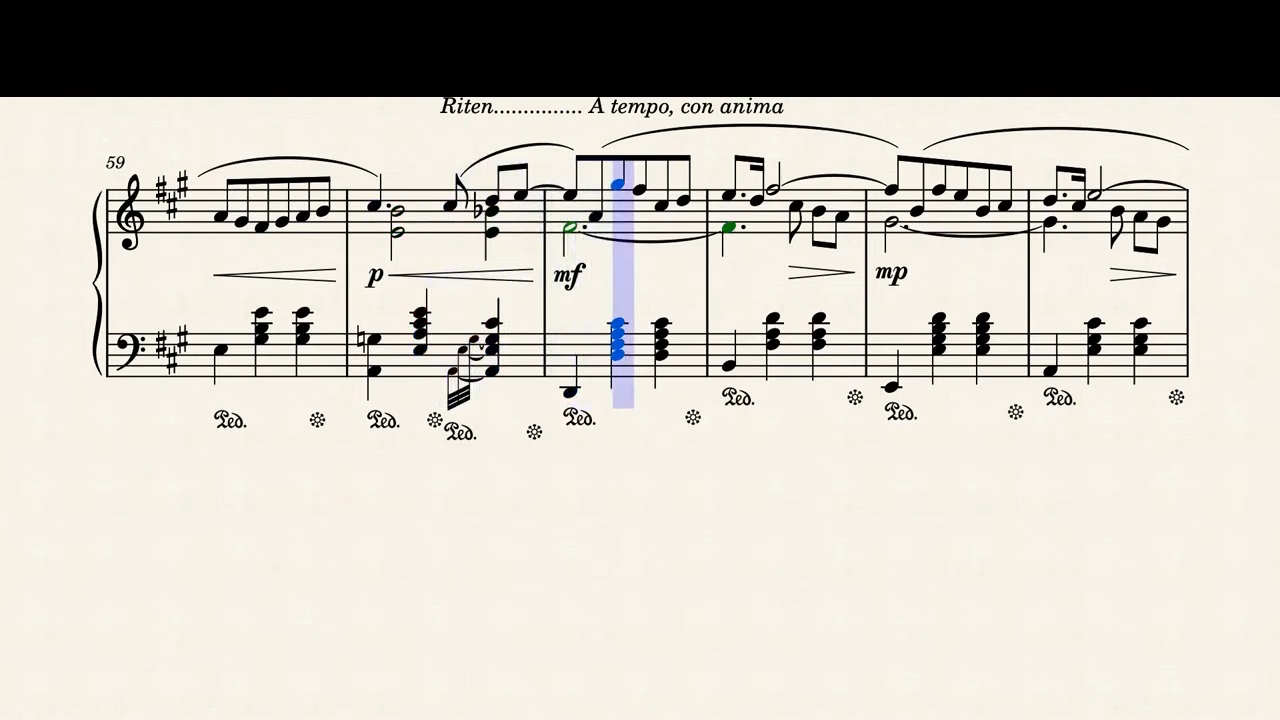 Riten............... A tempo, con anima
59
p mf mp
Ped. Ped. Ped. Ped. Ped. Ped. Ped.